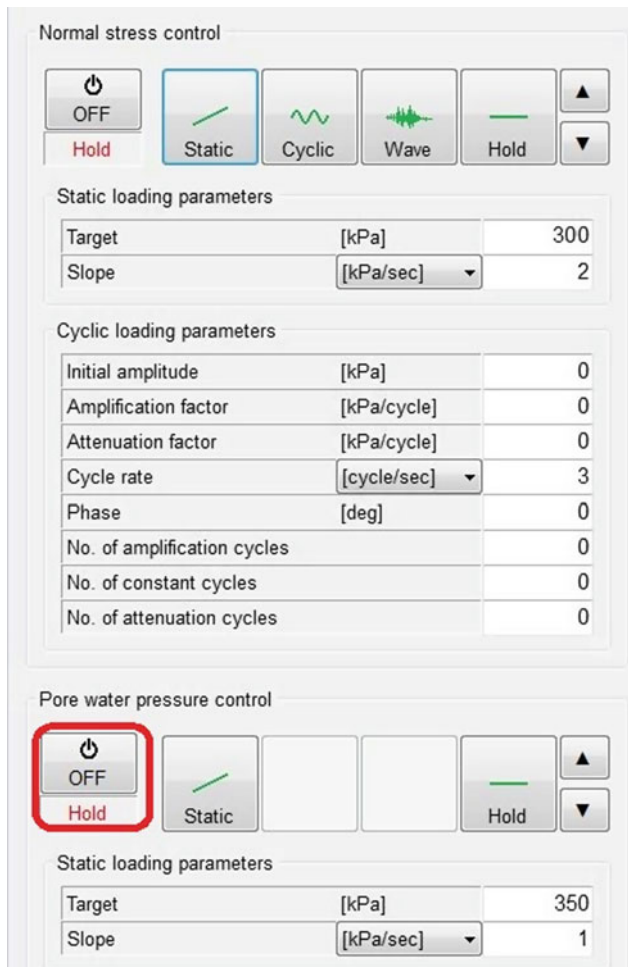 Normal stress control
OFF
Hold
Static Cyclic Wave Hold
Static loading parameters
Target [kPa] 300
Slope [kPa/sec] 2
Cyclic loading parameters
Initial amplitude [kPa] 0
Amplification factor [kPa/cycle] 0
Attenuation factor [kPa/cycle] 0
Cycle rate [cycle/sec] 3
Phase [deg] 0
No. of amplification cycles 0
No. of constant cycles 0
No. of attenuation cycles 0
Pore water pressure control
OFF
Hold
Static Hold
Static loading parameters
Target [kPa] 350
Slope [kPa/sec] 1